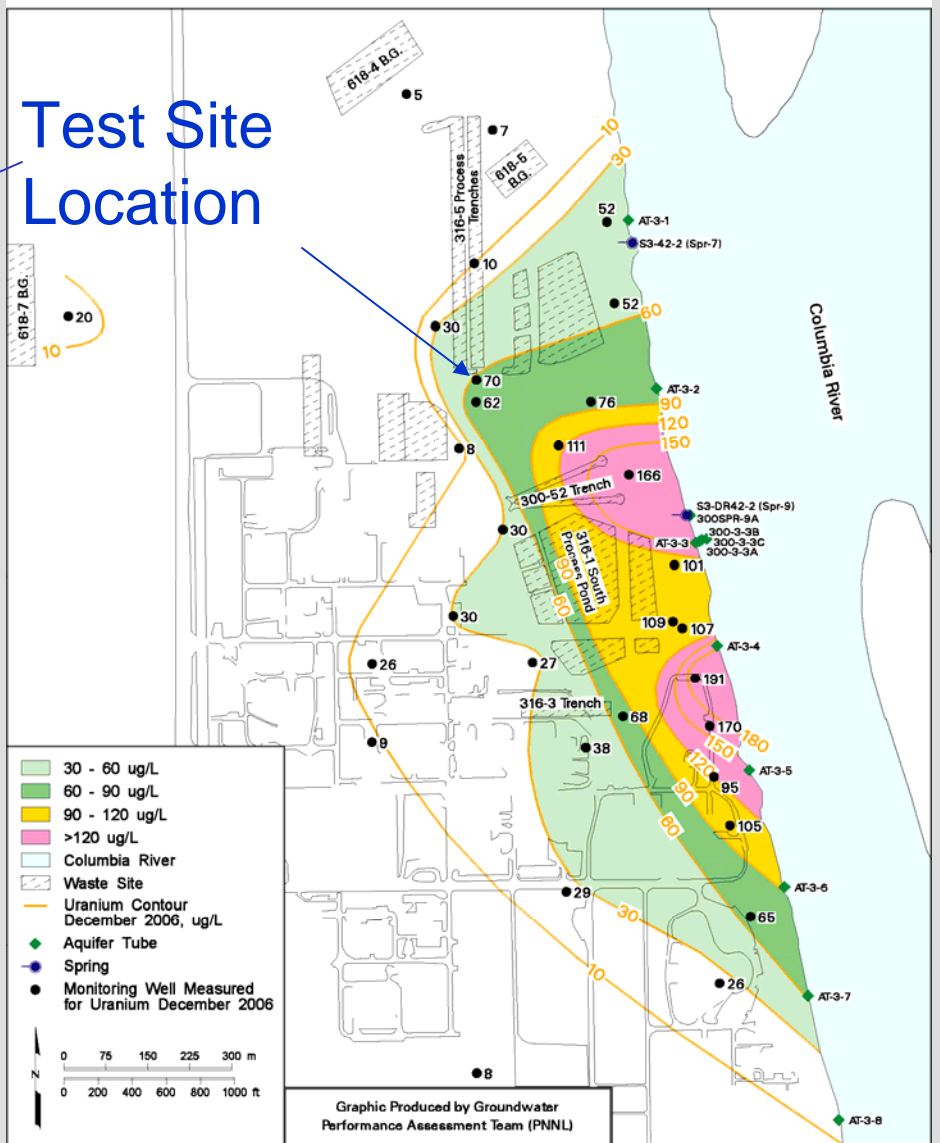 618-4 B.G.
5
Test Site
Location
7
618-5
B.G.
316-5 Process
Trenches
10
30
52
AT-3-1
S3-42-2 (Spr-7)
10
618-7 B.G.
20
10
30
52
60
Columbia River
70
62
76
AT-3-2
90
120
150
8
111
166
300-52 Trench
S3-DR42-2 (Spr-9)
300SPR-9A
300-3-3B
AT-3-3
300-3-3C
300-3-3A
30
316-1 South
Process Pond
90
60
101
30
109
107
AT-3-4
26
27
191
316-3 Trench
68
170
180
150
120
9
38
AT-3-5
95
90
60
105
AT-3-6
29
30
65
10
26
AT-3-7
8
AT-3-8
30 - 60 ug/L
60 - 90 ug/L
90 - 120 ug/L
>120 ug/L
Columbia River
Waste Site
Uranium Contour
December 2006, ug/L
Aquifer Tube
Spring
Monitoring Well Measured
for Uranium December 2006
N
0 75 150 225 300 m
0 200 400 600 800 1000 ft
Graphic Produced by Groundwater
Performance Assessment Team (PNNL)